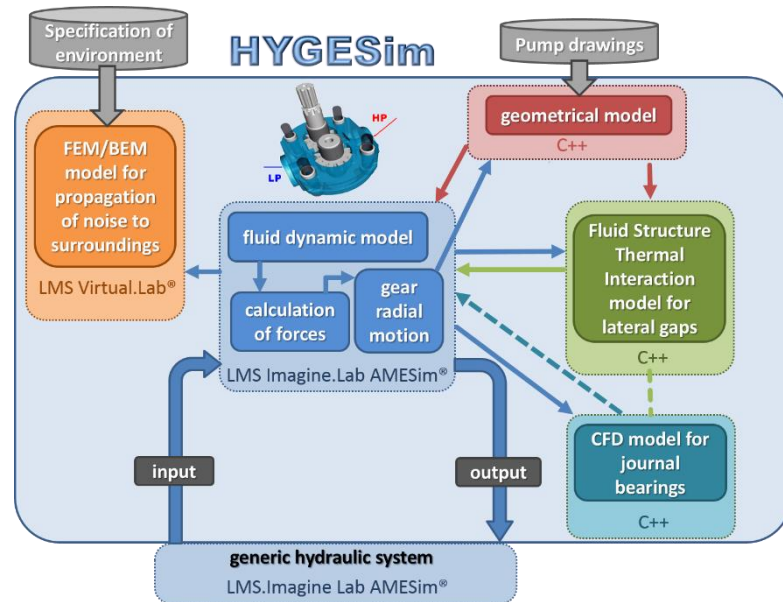 Specification of
environment
HYGESim
Pump drawings
HP
LP
geometrical model
C++
FEM/BEM
model for
propagation
of noise to
surroundings
LMS Virtual.Lab®
fluid dynamic model
calculation
of forces
gear
radial
motion
LMS Imagine.Lab AMESim®
Fluid Structure
Thermal
Interaction
model for
lateral gaps
C++
CFD model for
journal
bearings
C++
input
output
generic hydraulic system
LMS.Imagine Lab AMESim®